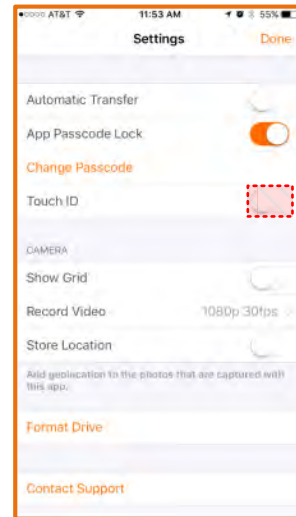 AT&T 11:53 AM 55%
Settings Done
Automatic Transfer
App Passcode Lock
Change Passcode
Touch ID
CAMERA
Show Grid
Record Video 1080p 30fps
Store Location
Add geolocation to the photos that are captured with
this app.
Format Drive
Contact Support